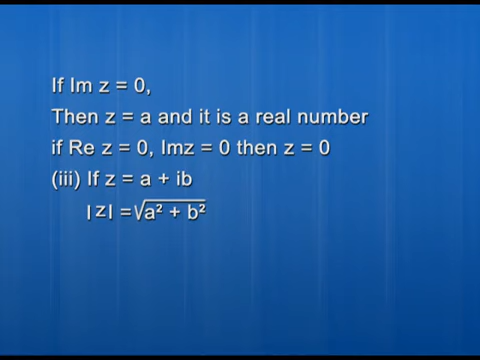 If Im z = 0,
Then z = a and it is a real number
if Re z = 0, Imz = 0 then z = 0
(iii) If z = a + ib
|z| =√a² + b²